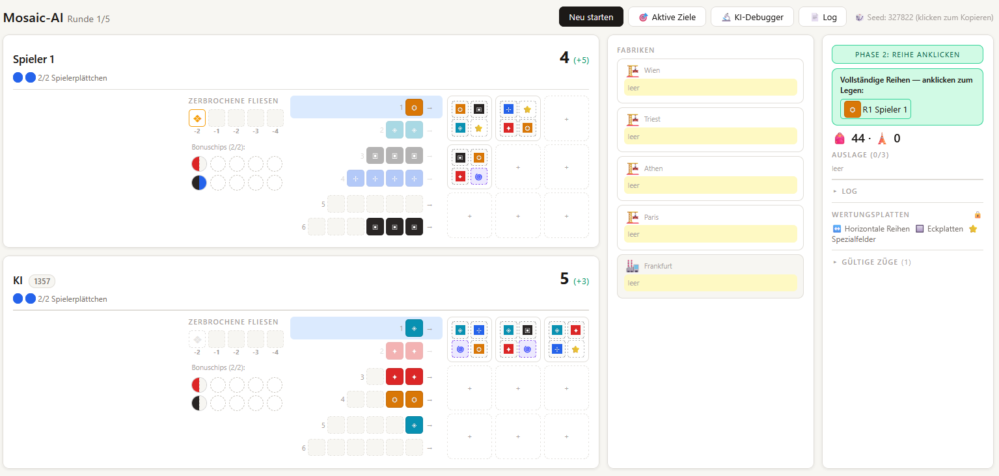 Mosaic-AI Runde 1/5
Neu starten
Aktive Ziele
KI-Debugger
Log
Seed: 327822 (klicken zum Kopieren)
Spieler 1
4 (+5)
2/2 Spielerplättchen
ZERBROCHENE FLIESEN
-2 -1 -2 -3 -4
Bonuschips (2/2):
1 →
2 →
3 →
4 →
5 →
6 →
+
+ +
+ + +
KI 1357
5 (+3)
2/2 Spielerplättchen
ZERBROCHENE FLIESEN
-2 -1 -2 -3 -4
Bonuschips (2/2):
1 →
2 →
3 →
4 →
5 →
6 →
+ + +
+ + +
FABRIKEN
Wien
leer
Triest
leer
Athen
leer
Paris
leer
Frankfurt
leer
PHASE 2: REIHE ANKLICKEN
Vollständige Reihen — anklicken zum
Legen:
R1 Spieler 1
44 · 0
AUSLAGE (0/3)
leer
▸ LOG
WERTUNGSPLATTEN
Horizontale Reihen Eckplatten
Spezialfelder
▸ GÜLTIGE ZÜGE (1)